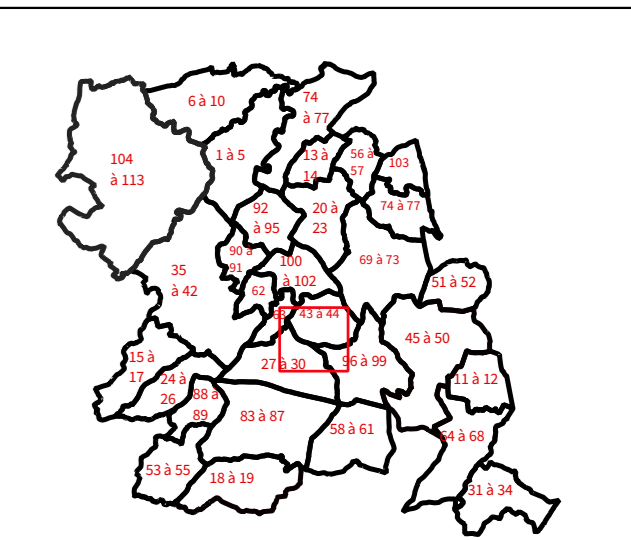 6 à 10
74
à 77
104
à 113
1 à 5
13 à
14
56 à
57
103
92
à 95
20 à
23
74 à 77
90 à
91
100
à 102
69 à 73
35
à 42
62
51 à 52
63
43 à 44
45 à 50
15 à
17
24 à
26
27 à 30
96 à 99
11 à 12
88 à
89
83 à 87
58 à 61
64 à 68
53 à 55
18 à 19
31 à 34